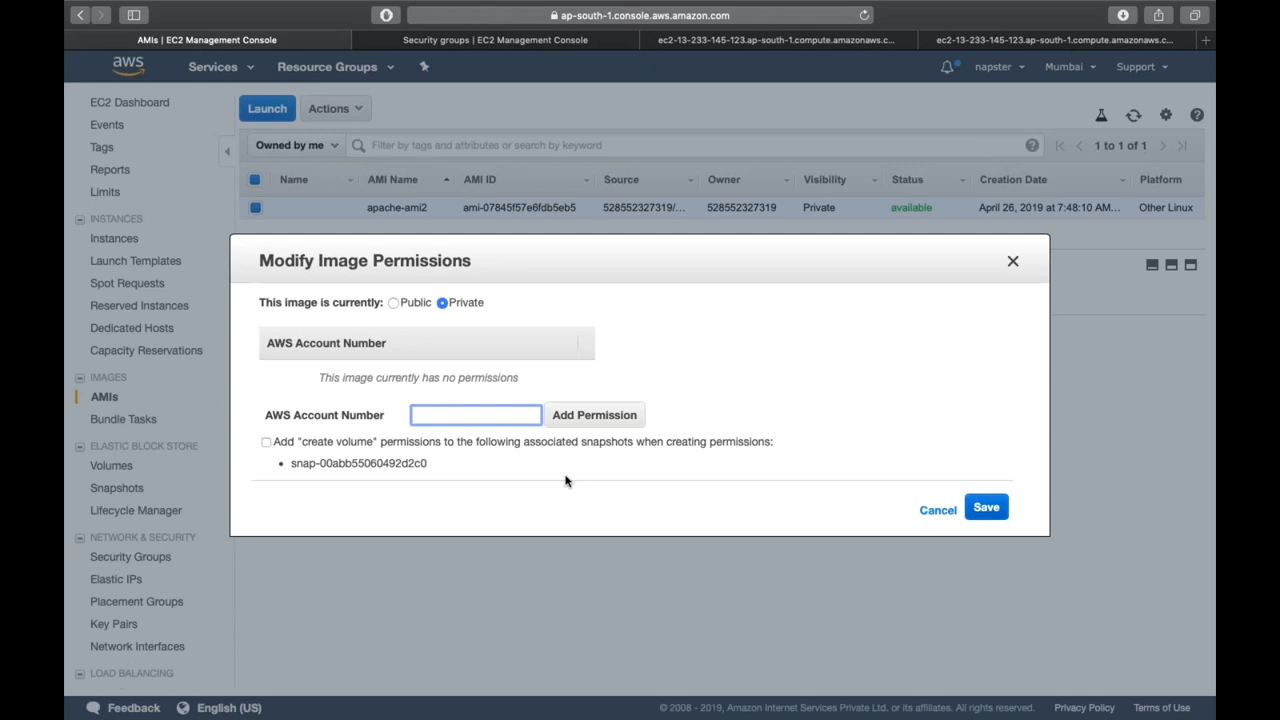 ap-south-1.console.aws.amazon.com
AMIs | EC2 Management Console
Security groups | EC2 Management Console
ec2-13-233-145-123.ap-south-1.compute.amazonaws.c...
ec2-13-233-145-123.ap-south-1.compute.amazonaws.c...
aws
Services
Resource Groups
napster
Mumbai
Support
EC2 Dashboard
Events
Tags
Reports
Limits
INSTANCES
Instances
Launch Templates
Spot Requests
Reserved Instances
Dedicated Hosts
Capacity Reservations
IMAGES
AMIs
Bundle Tasks
ELASTIC BLOCK STORE
Volumes
Snapshots
Lifecycle Manager
NETWORK & SECURITY
Security Groups
Elastic IPs
Placement Groups
Key Pairs
Network Interfaces
LOAD BALANCING
Launch
Actions
Owned by me
Filter by tags and attributes or search by keyword
1 to 1 of 1
Name AMI Name AMI ID Source Owner Visibility Status Creation Date Platform
apache-ami2 ami-07845f57e6fdb5eb5 528552327319/... 528552327319 Private available April 26, 2019 at 7:48:10 AM... Other Linux
Modify Image Permissions
This image is currently: Public Private
AWS Account Number
This image currently has no permissions
AWS Account Number Add Permission
Add "create volume" permissions to the following associated snapshots when creating permissions:
• snap-00abb55060492d2c0
Cancel Save
Feedback English (US)
© 2008 - 2019, Amazon Internet Services Private Ltd. or its affiliates. All rights reserved. Privacy Policy Terms of Use